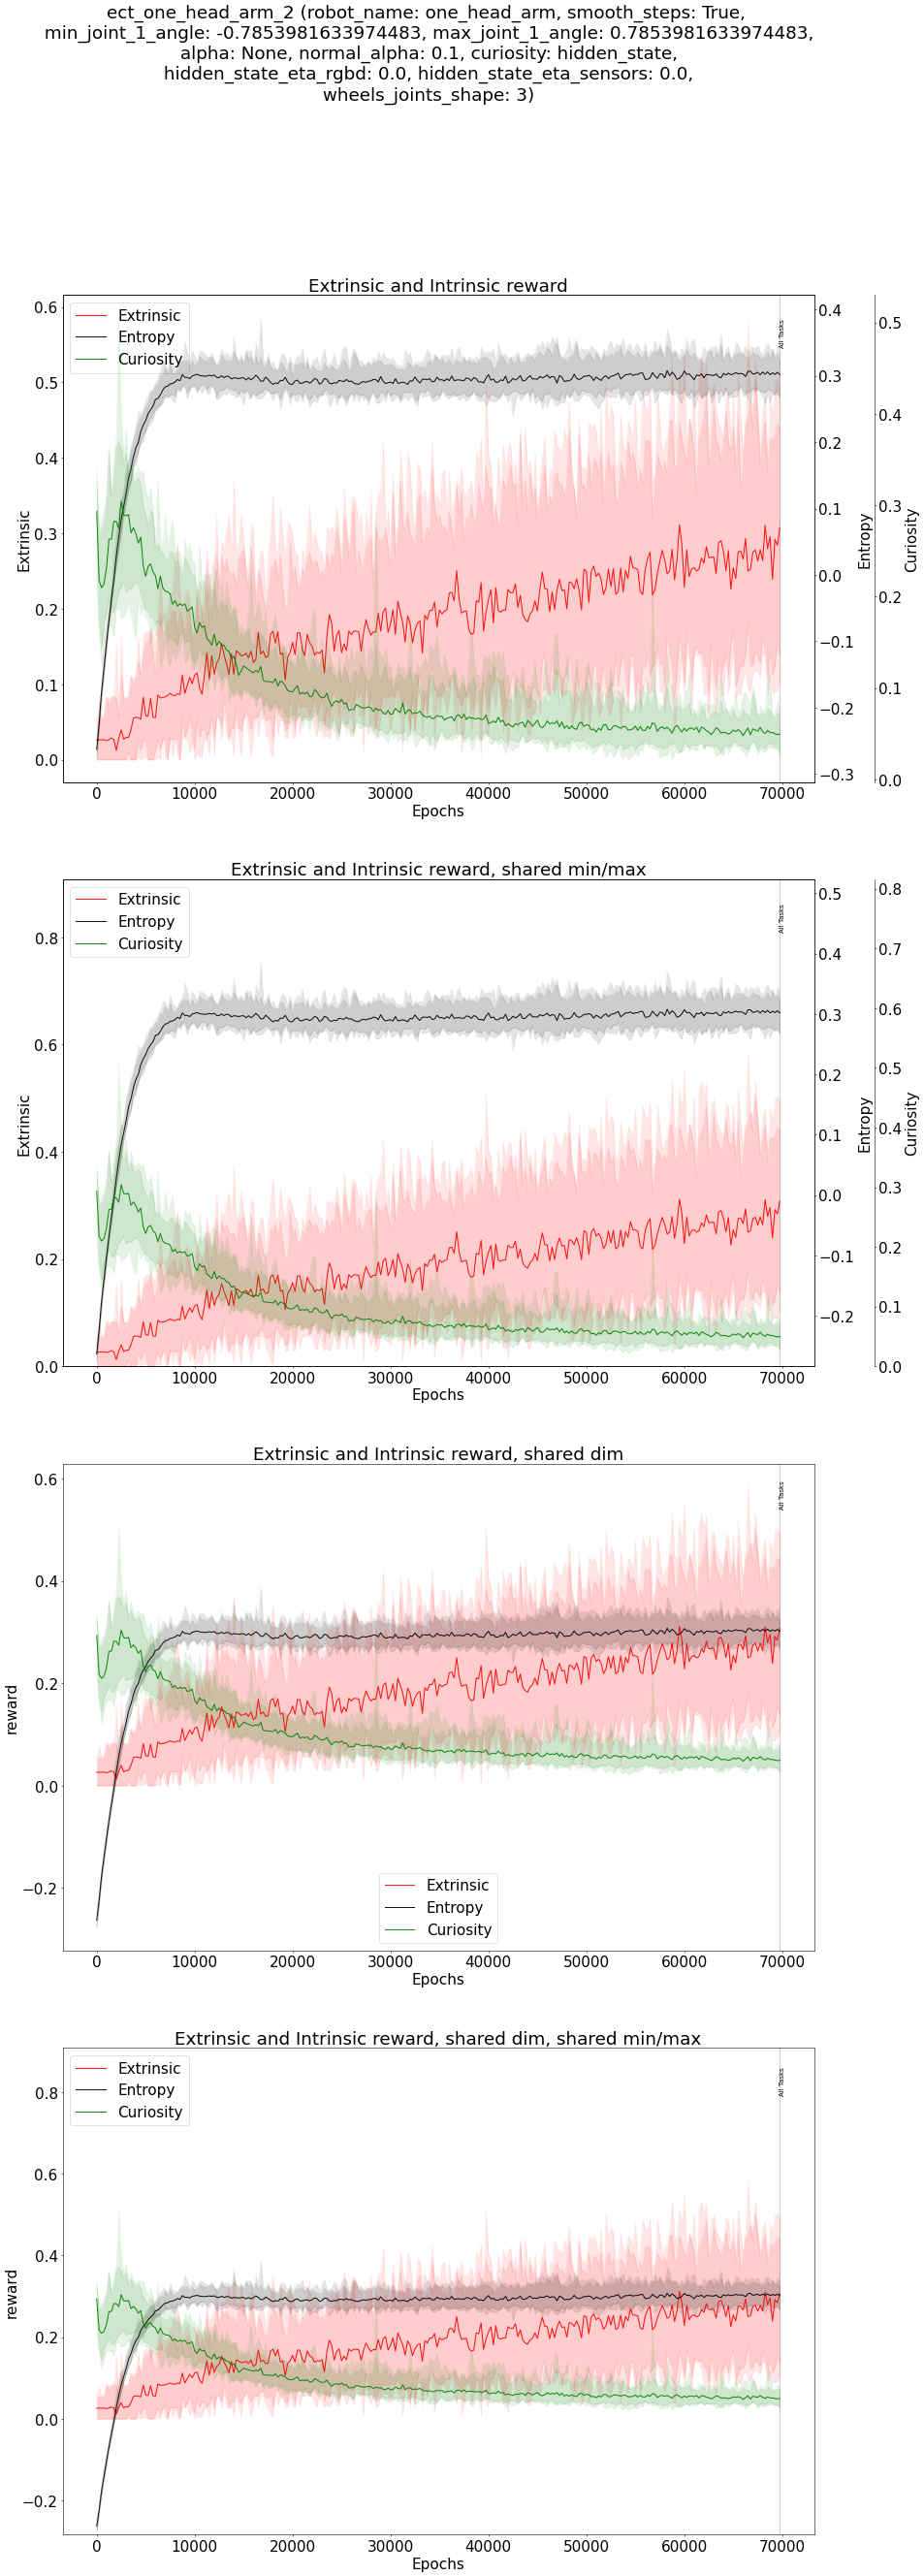 ect_one_head_arm_2 (robot_name: one_head_arm, smooth_steps: True,
min_joint_1_angle: -0.7853981633974483, max_joint_1_angle: 0.7853981633974483,
alpha: None, normal_alpha: 0.1, curiosity: hidden_state,
hidden_state_eta_rgbd: 0.0, hidden_state_eta_sensors: 0.0,
wheels_joints_shape: 3)
Extrinsic and Intrinsic reward
Extrinsic
Entropy
Curiosity
All Tasks
0.6
0.5
0.4
0.3
0.2
0.1
0.0
Extrinsic
0.4
0.3
0.2
0.1
0.0
−0.1
−0.2
−0.3
Entropy
0.5
0.4
0.3
0.2
0.1
0.0
Curiosity
0 10000 20000 30000 40000 50000 60000 70000
Epochs
Extrinsic and Intrinsic reward, shared min/max
Extrinsic
Entropy
Curiosity
All Tasks
0.8
0.6
0.4
0.2
0.0
Extrinsic
0.5
0.4
0.3
0.2
0.1
0.0
−0.1
−0.2
Entropy
0.8
0.7
0.6
0.5
0.4
0.3
0.2
0.1
0.0
Curiosity
0 10000 20000 30000 40000 50000 60000 70000
Epochs
Extrinsic and Intrinsic reward, shared dim
All Tasks
0.6
0.4
0.2
0.0
−0.2
reward
Extrinsic
Entropy
Curiosity
0 10000 20000 30000 40000 50000 60000 70000
Epochs
Extrinsic and Intrinsic reward, shared dim, shared min/max
Extrinsic
Entropy
Curiosity
All Tasks
0.8
0.6
0.4
0.2
0.0
−0.2
reward
0 10000 20000 30000 40000 50000 60000 70000
Epochs